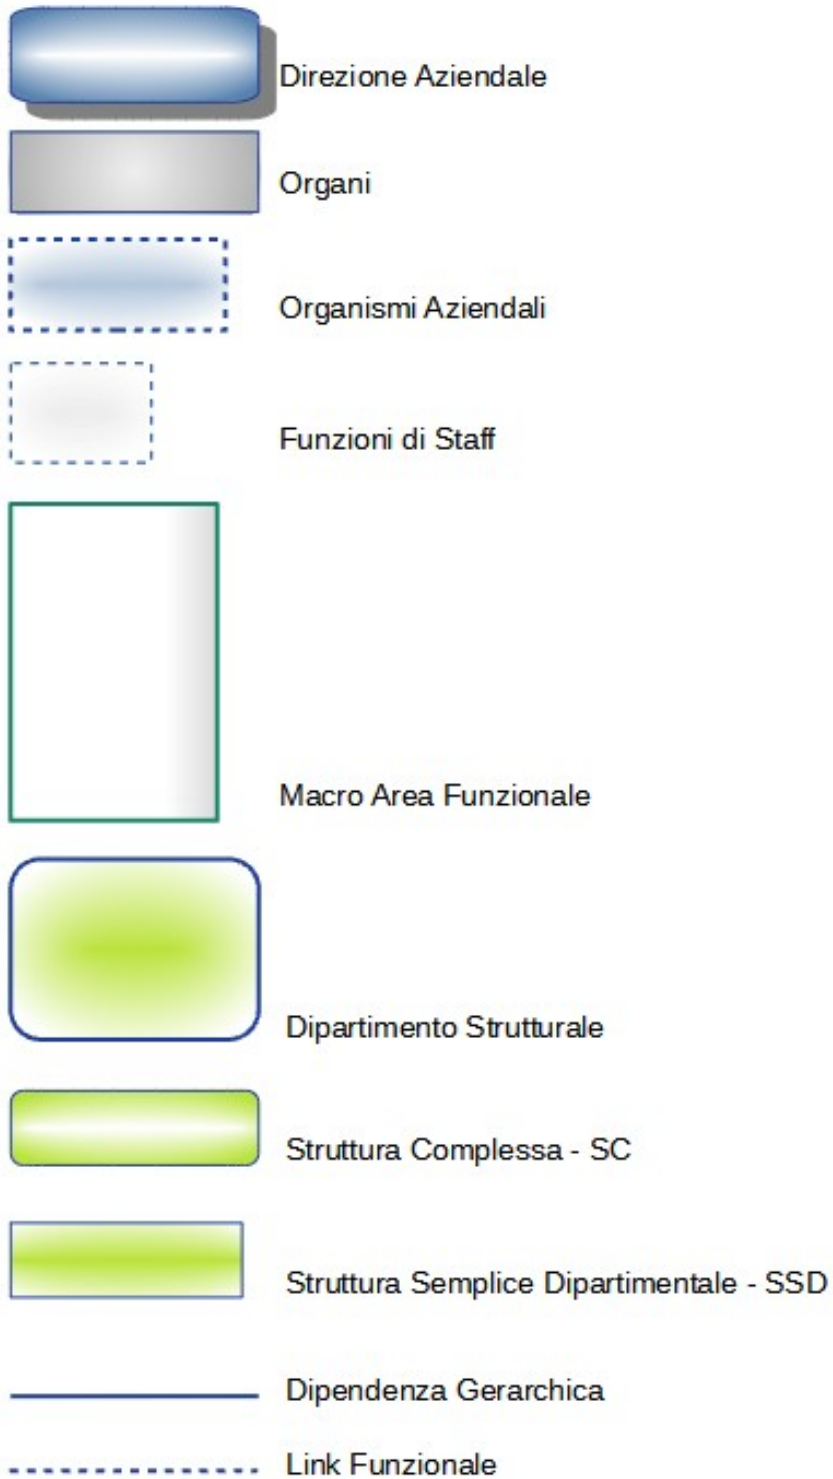 Direzione Aziendale
Organi
Organismi Aziendali
Funzioni di Staff
Macro Area Funzionale
Dipartimento Strutturale
Struttura Complessa - SC
Struttura Semplice Dipartimentale - SSD
Dipendenza Gerarchica
Link Funzionale